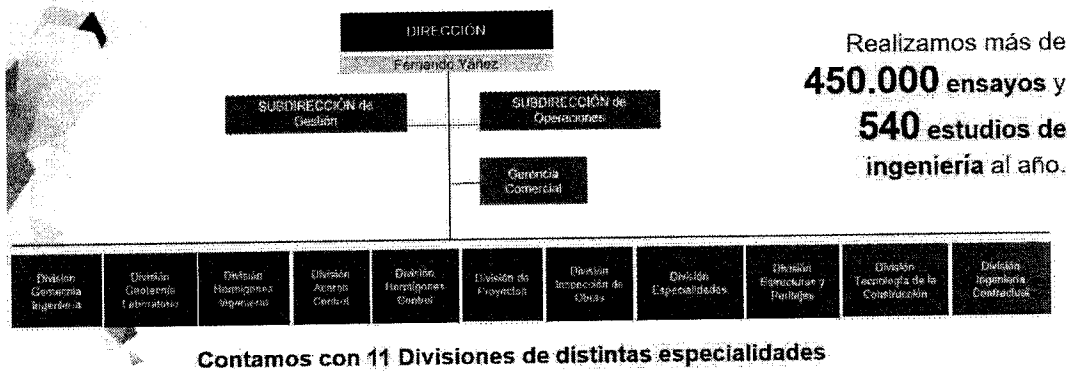 DIRECCIÓN
Fernando Yáñez
SUBDIRECCIÓN de
Gestión
SUBDIRECCIÓN de
Operaciones
Gerencia
Comercial
Realizamos más de
450.000 ensayos y
540 estudios de
ingeniería al año.
División
Geotecnia
Ingeniería
División
Geotecnia
Laboratorio
División
Hormigones
Ingeniería
División
Aceros
Control
División
Hormigones
Control
División de
Proyectos
División
Inspección de
Obras
División
Especialidades
División
Estructuras y
Peritajes
División
Tecnología de la
Construcción
División
Ingeniería
Contractual
Contamos con 11 Divisiones de distintas especialidades